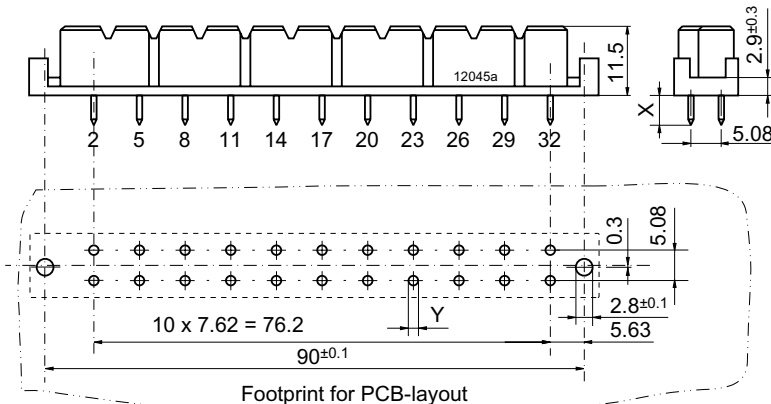 12045a
11.5
2.9±0.3
X
5.08
2 5 8 11 14 17 20 23 26 29 32
0.3
5.08
10 x 7.62 = 76.2
Y
2.8±0.1
5.63
90±0.1
Footprint for PCB-layout